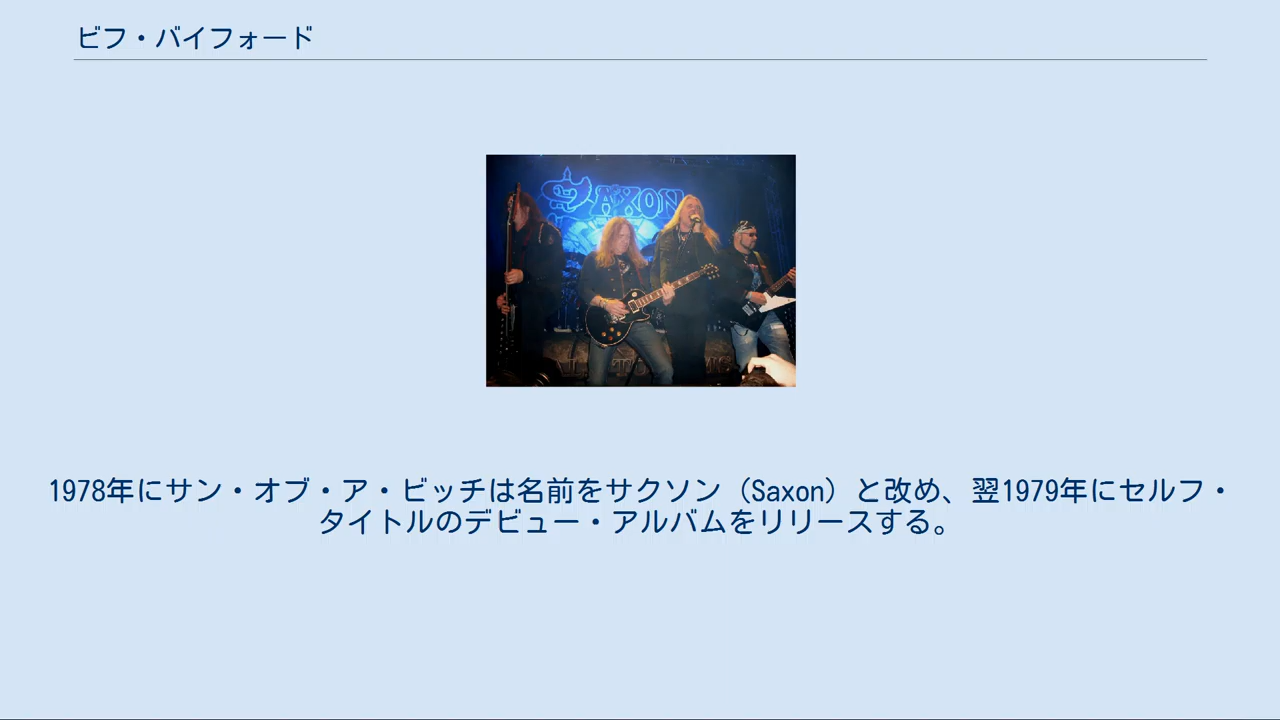 ビフ・バイフォード
SAXON
1978年にサン・オブ・ア・ビッチは名前をサクソン（Saxon）と改め、翌1979年にセルフ・
タイトルのデビュー・アルバムをリリースする。